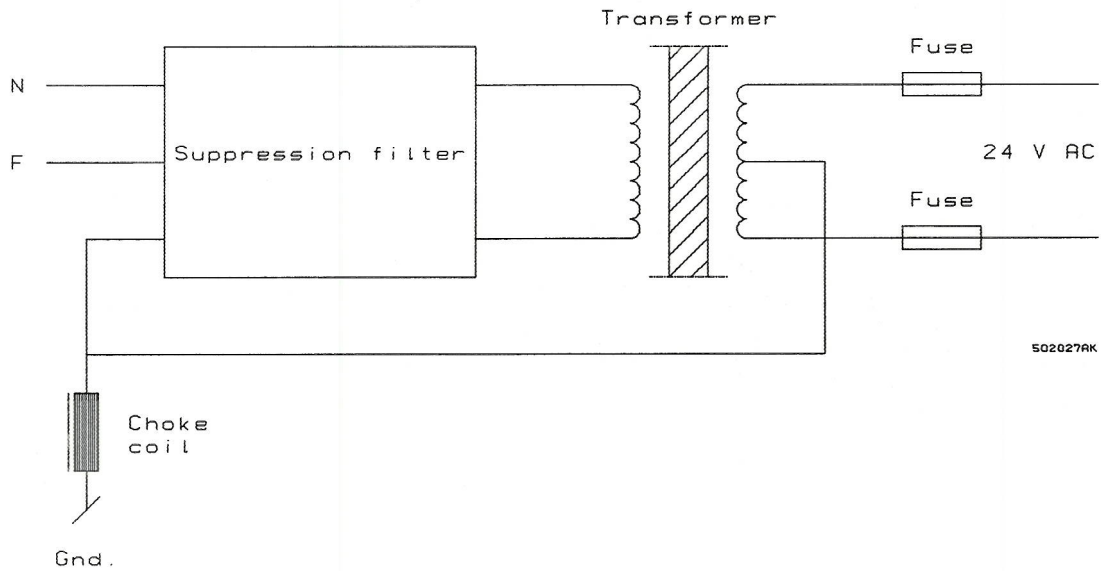 Transformer
Fuse
N
Suppression filter
F
24 V AC
Fuse
502027AK
Choke
coil
Gnd.